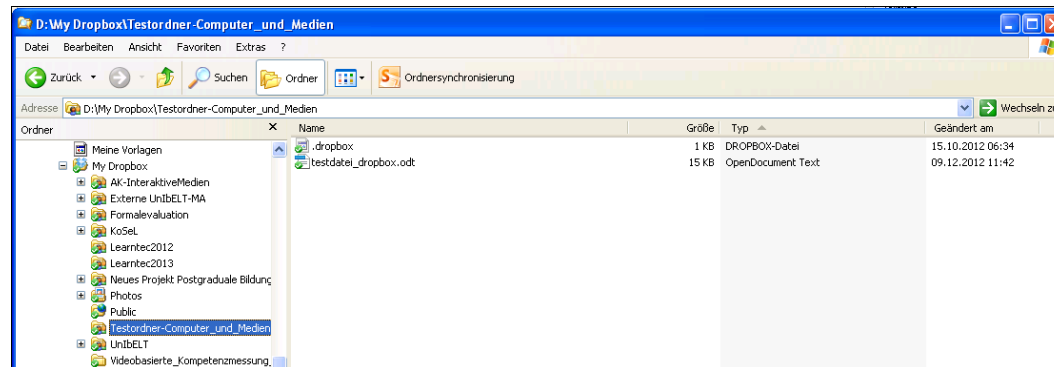 D:\My Dropbox\Testordner-Computer_und_Medien
Datei Bearbeiten Ansicht Favoriten Extras ?
Zurück Suchen Ordner Ordnersynchronisierung
Adresse D:\My Dropbox\Testordner-Computer_und_Medien Wechseln zu
Ordner x Name Größe Typ Geändert am
Meine Vorlagen
My Dropbox
AK-InteraktiveMedien
Externe UnIbELT-MA
Formalevaluation
KoSeL
Learntec2012
Learntec2013
Neues Projekt Postgraduale Bildung
Photos
Public
Testordner-Computer_und_Medien
UnIbELT
Videobasierte_Kompetenzmessung_
.dropbox 1 KB DROPBOX-Datei 15.10.2012 06:34
testdatei_dropbox.odt 15 KB OpenDocument Text 09.12.2012 11:42